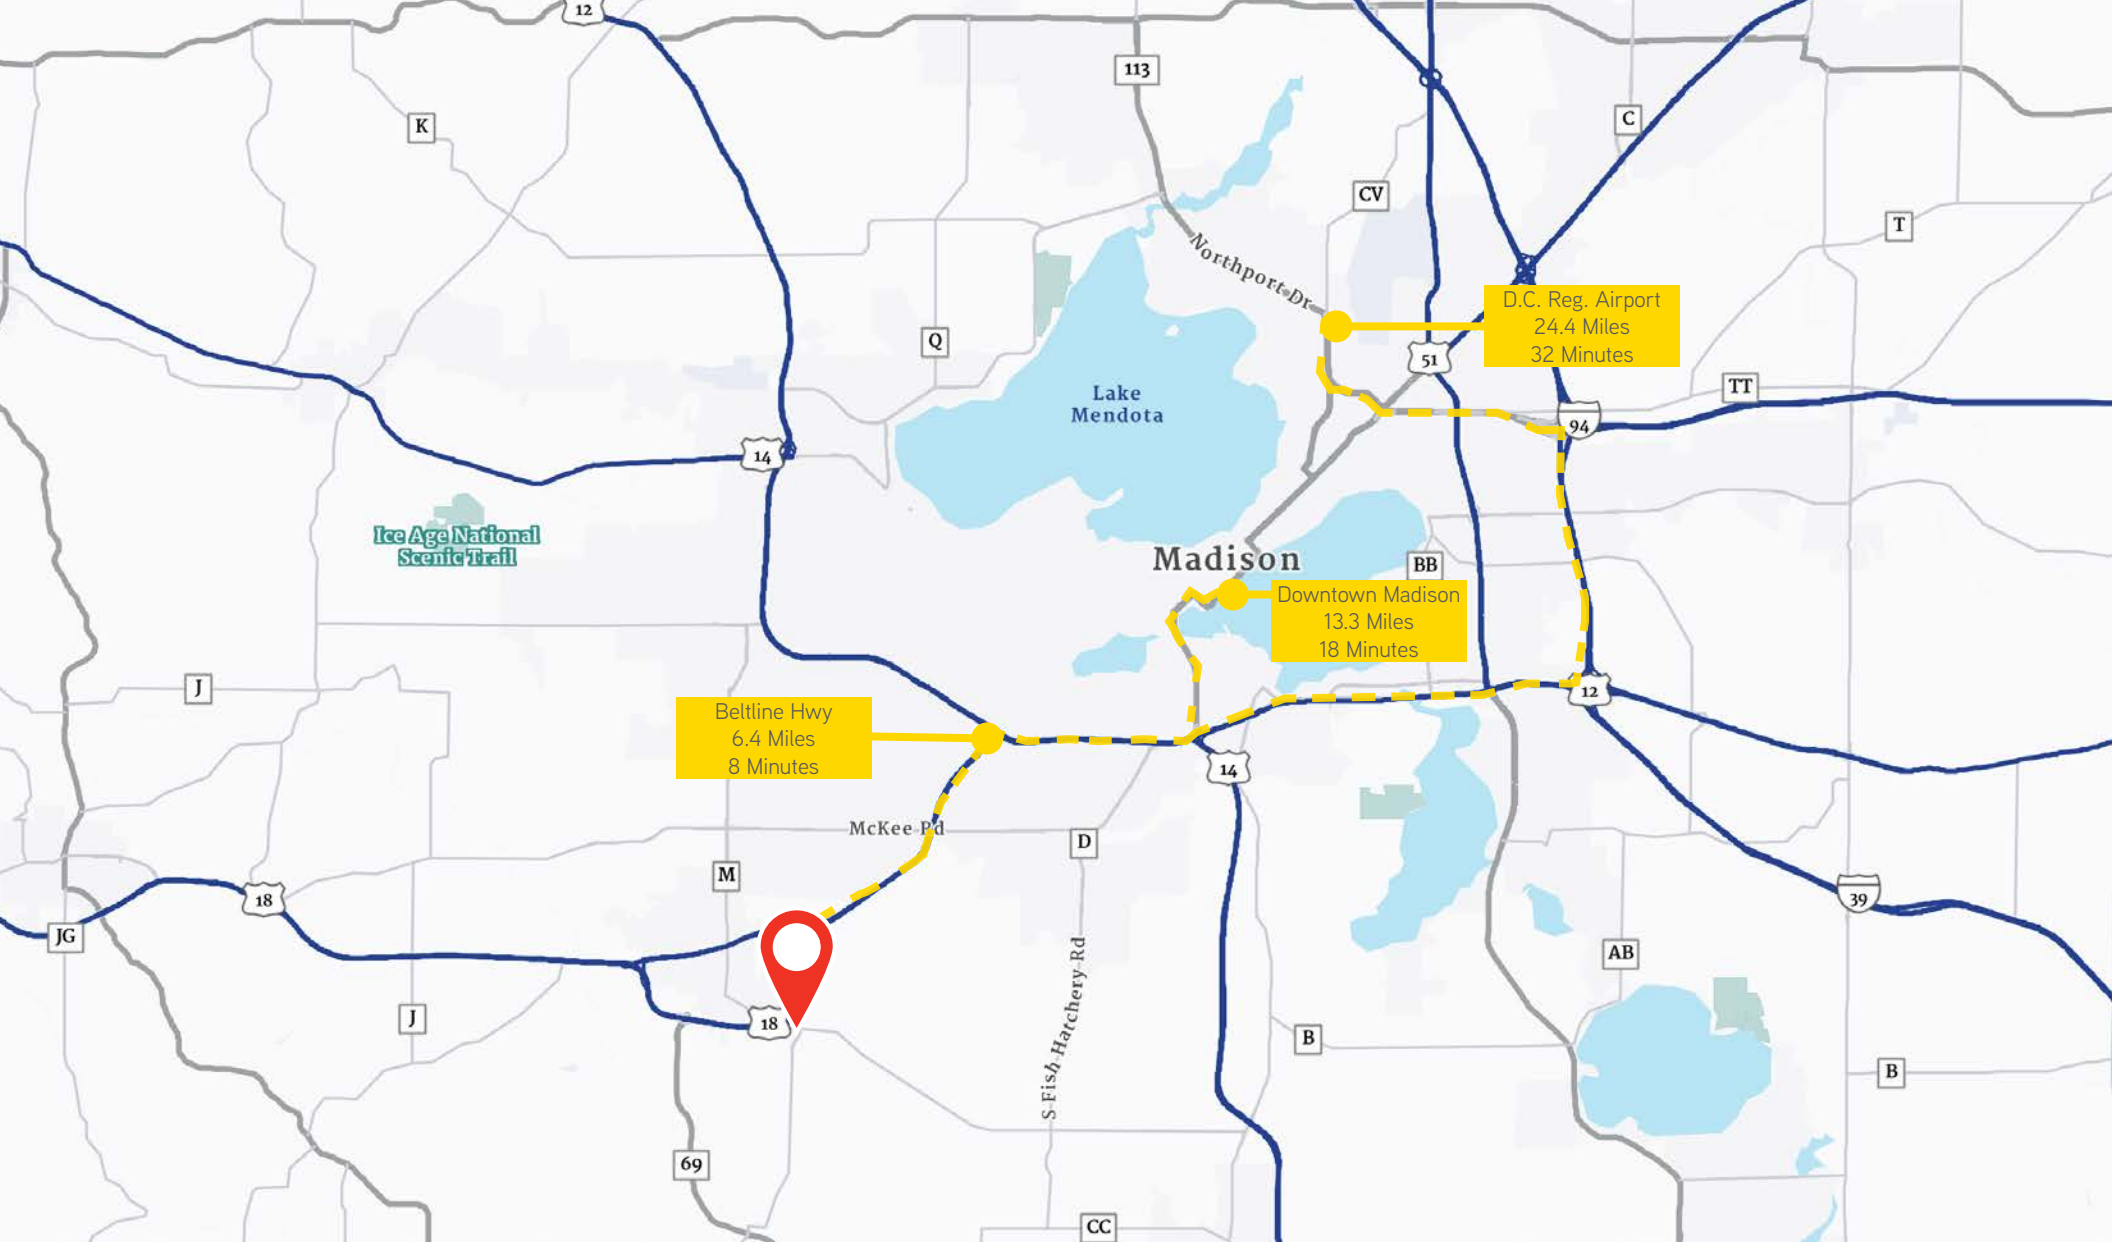 12
113
K
C
CV
T
Northport Dr
D.C. Reg. Airport
24.4 Miles
32 Minutes
Q
51
TT
Lake
Mendota
94
14
Ice Age National
Scenic Trail
Madison
BB
Downtown Madison
13.3 Miles
18 Minutes
J
12
Beltline Hwy
6.4 Miles
8 Minutes
14
McKee Rd
D
M
18
39
JG
AB
S Fish Hatchery Rd
J
18
B
B
69
CC